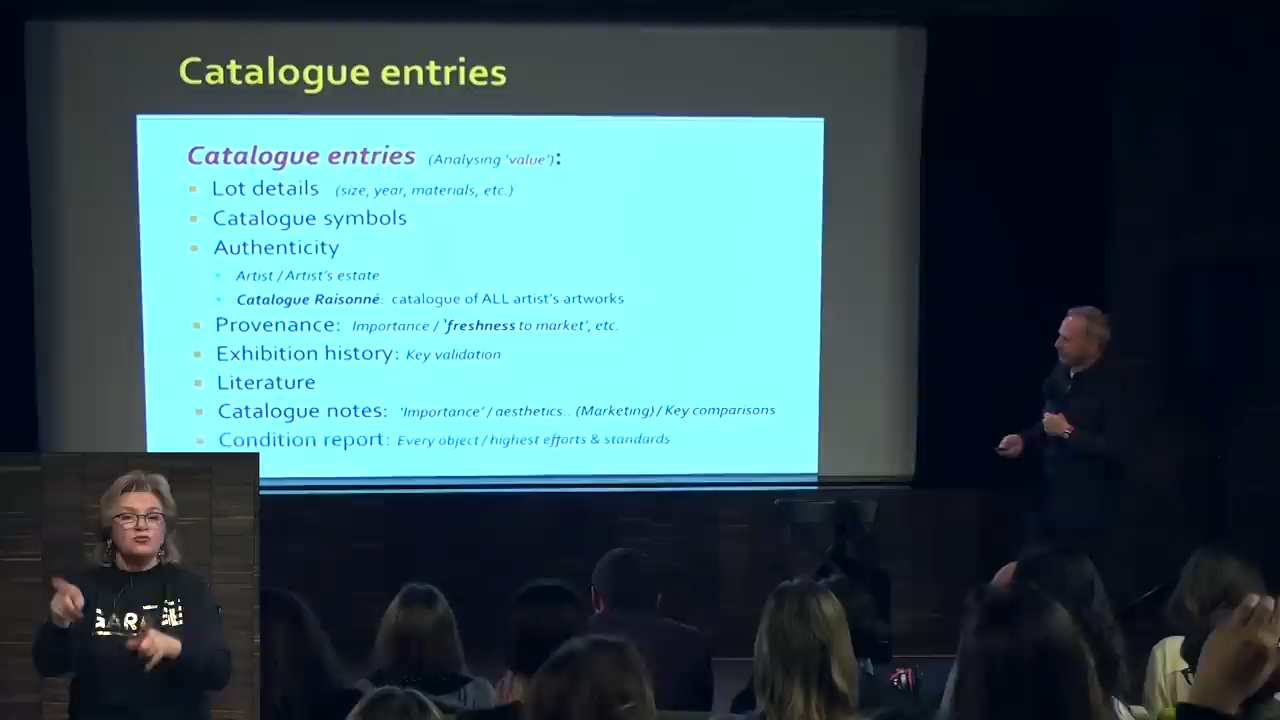 Catalogue entries
Catalogue entries (Analysing 'value'):
Lot details (size, year, materials, etc.)
Catalogue symbols
Authenticity
Artist / Artist's estate
Catalogue Raisonné: catalogue of ALL artist's artworks
Provenance: Importance / 'freshness to market', etc.
Exhibition history: Key validation
Literature
Catalogue notes: 'Importance' / aesthetics.. (Marketing) / Key comparisons
Condition report: Every object / highest efforts & standards